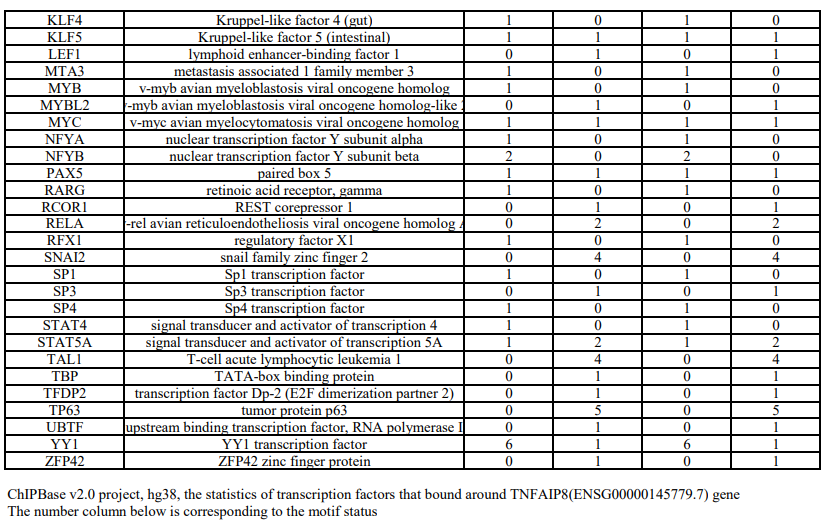 KLF4 Kruppel-like factor 4 (gut) 1 0 1 0
KLF5 Kruppel-like factor 5 (intestinal) 1 1 1 1
LEF1 lymphoid enhancer-binding factor 1 0 1 0 1
MTA3 metastasis associated 1 family member 3 1 0 1 0
MYB v-myb avian myeloblastosis viral oncogene homolog 1 0 1 0
MYBL2 v-myb avian myeloblastosis viral oncogene homolog-like 0 1 0 1
MYC v-myc avian myelocytomatosis viral oncogene homolog 1 1 1 1
NFYA nuclear transcription factor Y subunit alpha 1 0 1 0
NFYB nuclear transcription factor Y subunit beta 2 0 2 0
PAX5 paired box 5 1 1 1 1
RARG retinoic acid receptor, gamma 1 0 1 0
RCOR1 REST corepressor 1 0 1 0 1
RELA -rel avian reticuloendotheliosis viral oncogene homolog 0 2 0 2
RFX1 regulatory factor X1 1 0 1 0
SNAI2 snail family zinc finger 2 0 4 0 4
SP1 Sp1 transcription factor 1 0 1 0
SP3 Sp3 transcription factor 0 1 0 1
SP4 Sp4 transcription factor 1 0 1 0
STAT4 signal transducer and activator of transcription 4 1 0 1 0
STAT5A signal transducer and activator of transcription 5A 1 2 1 2
TAL1 T-cell acute lymphocytic leukemia 1 0 4 0 4
TBP TATA-box binding protein 0 1 0 1
TFDP2 transcription factor Dp-2 (E2F dimerization partner 2) 0 1 0 1
TP63 tumor protein p63 0 5 0 5
UBTF upstream binding transcription factor, RNA polymerase I 0 1 0 1
YY1 YY1 transcription factor 6 1 6 1
ZFP42 ZFP42 zinc finger protein 0 1 0 1
ChIPBase v2.0 project, hg38, the statistics of transcription factors that bound around TNFAIP8(ENSG00000145779.7) gene
The number column below is corresponding to the motif status